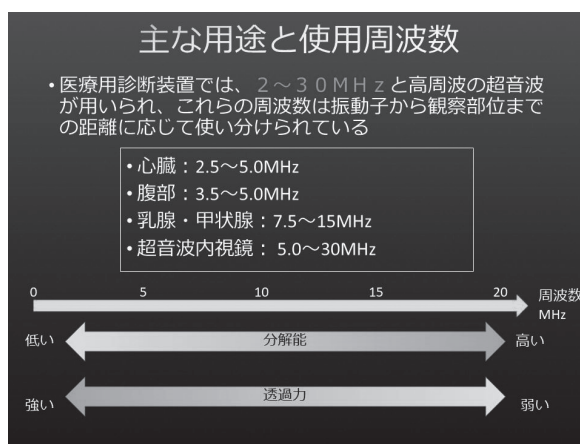 主な用途と使用周波数
•医療用診断装置では、２～３０ＭＨｚと高周波の超音波
が用いられ、これらの周波数は振動子から観察部位まで
の距離に応じて使い分けられている
•心臓：2.5～5.0MHz
•腹部：3.5～5.0MHz
•乳腺・甲状腺：7.5～15MHz
•超音波内視鏡： 5.0～30MHz
0 5 10 15 20 周波数
MHz
低い 分解能 高い
強い 透過力 弱い